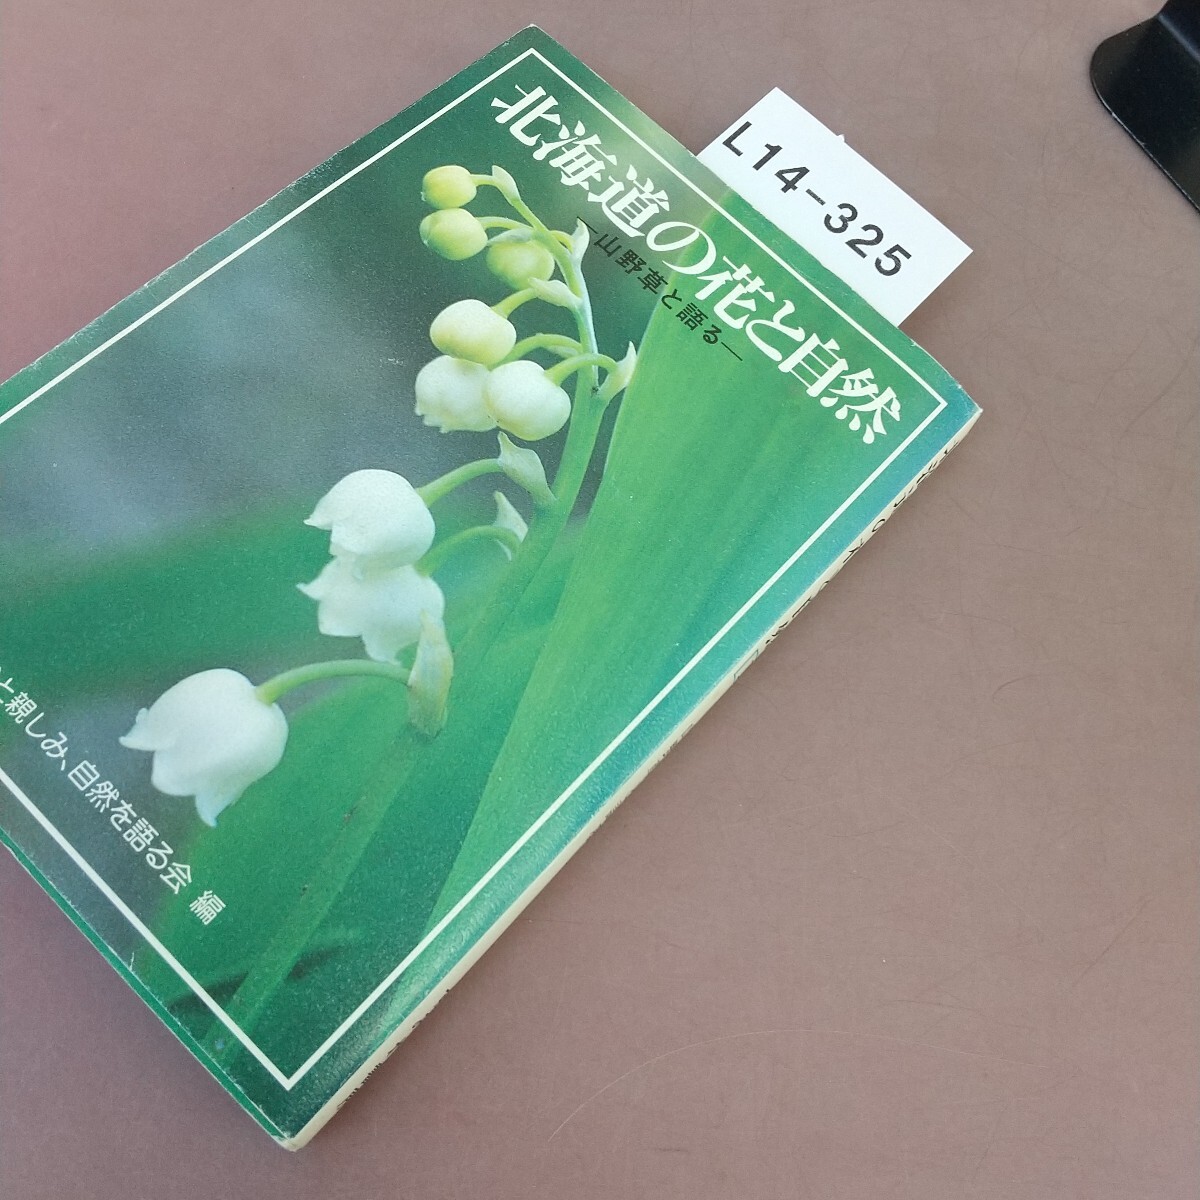 北海道の花と自然
―山野草と語る―
L14-325
と親しみ、自然を語る会 編